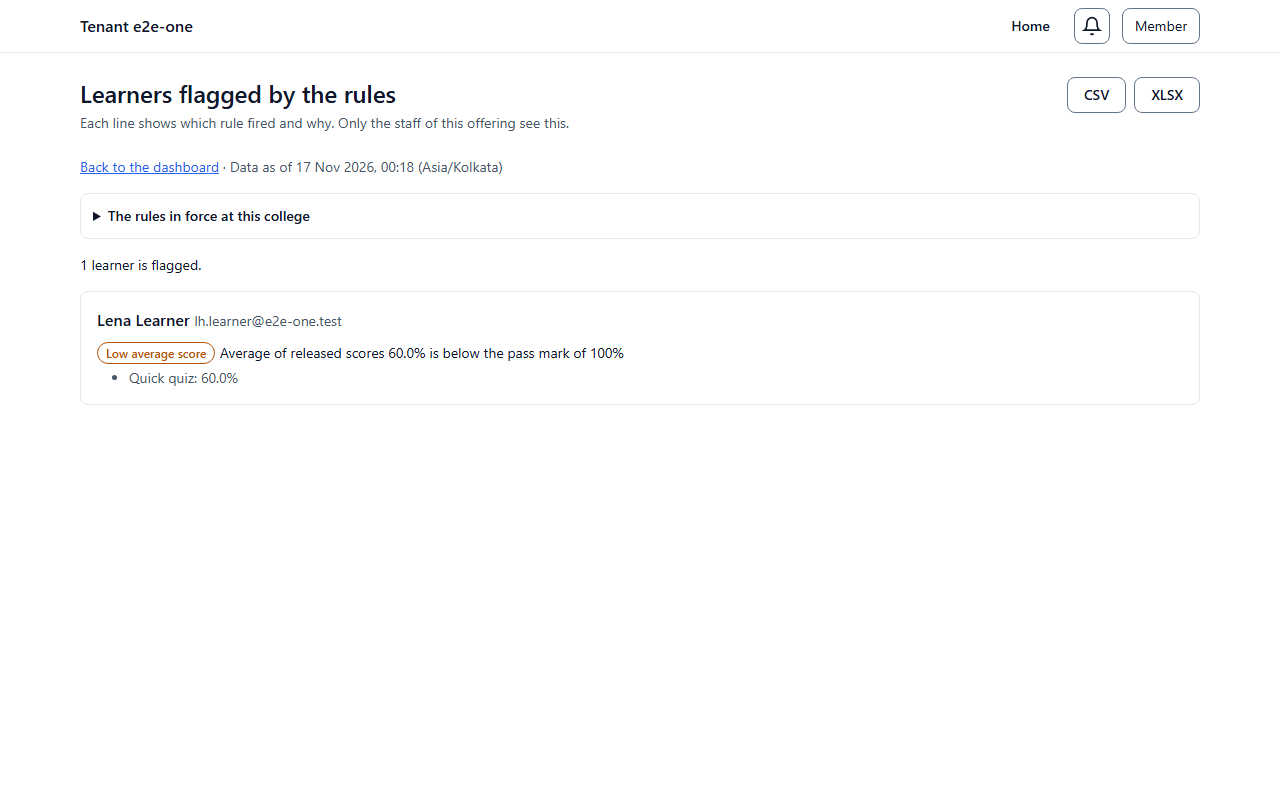 Tenant e2e-one
Home
Member
Learners flagged by the rules
CSV
XLSX
Each line shows which rule fired and why. Only the staff of this offering see this.
Back to the dashboard · Data as of 17 Nov 2026, 00:18 (Asia/Kolkata)
The rules in force at this college
1 learner is flagged.
Lena Learner lh.learner@e2e-one.test
Low average score Average of released scores 60.0% is below the pass mark of 100%
Quick quiz: 60.0%